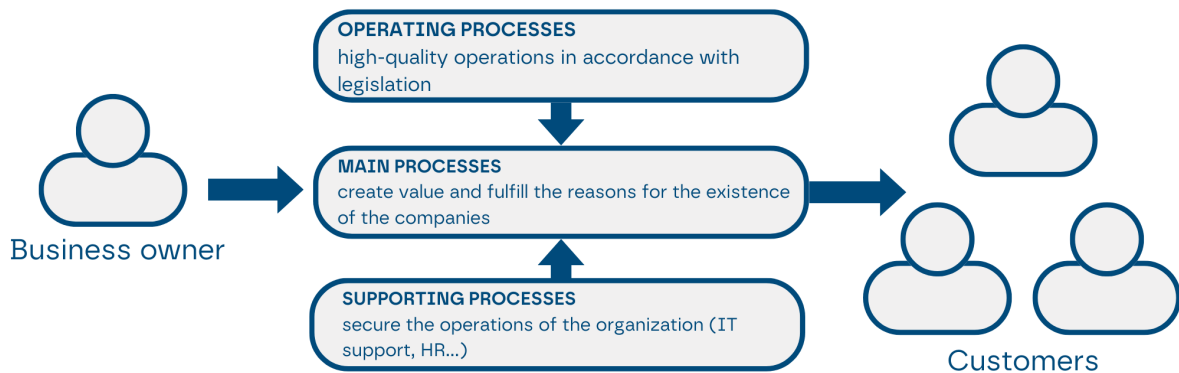 OPERATING PROCESSES
high-quality operations in accordance with
legislation
MAIN PROCESSES
create value and fulfill the reasons for the existence
of the companies
Business owner
SUPPORTING PROCESSES
secure the operations of the organization (IT
support, HR...)
Customers